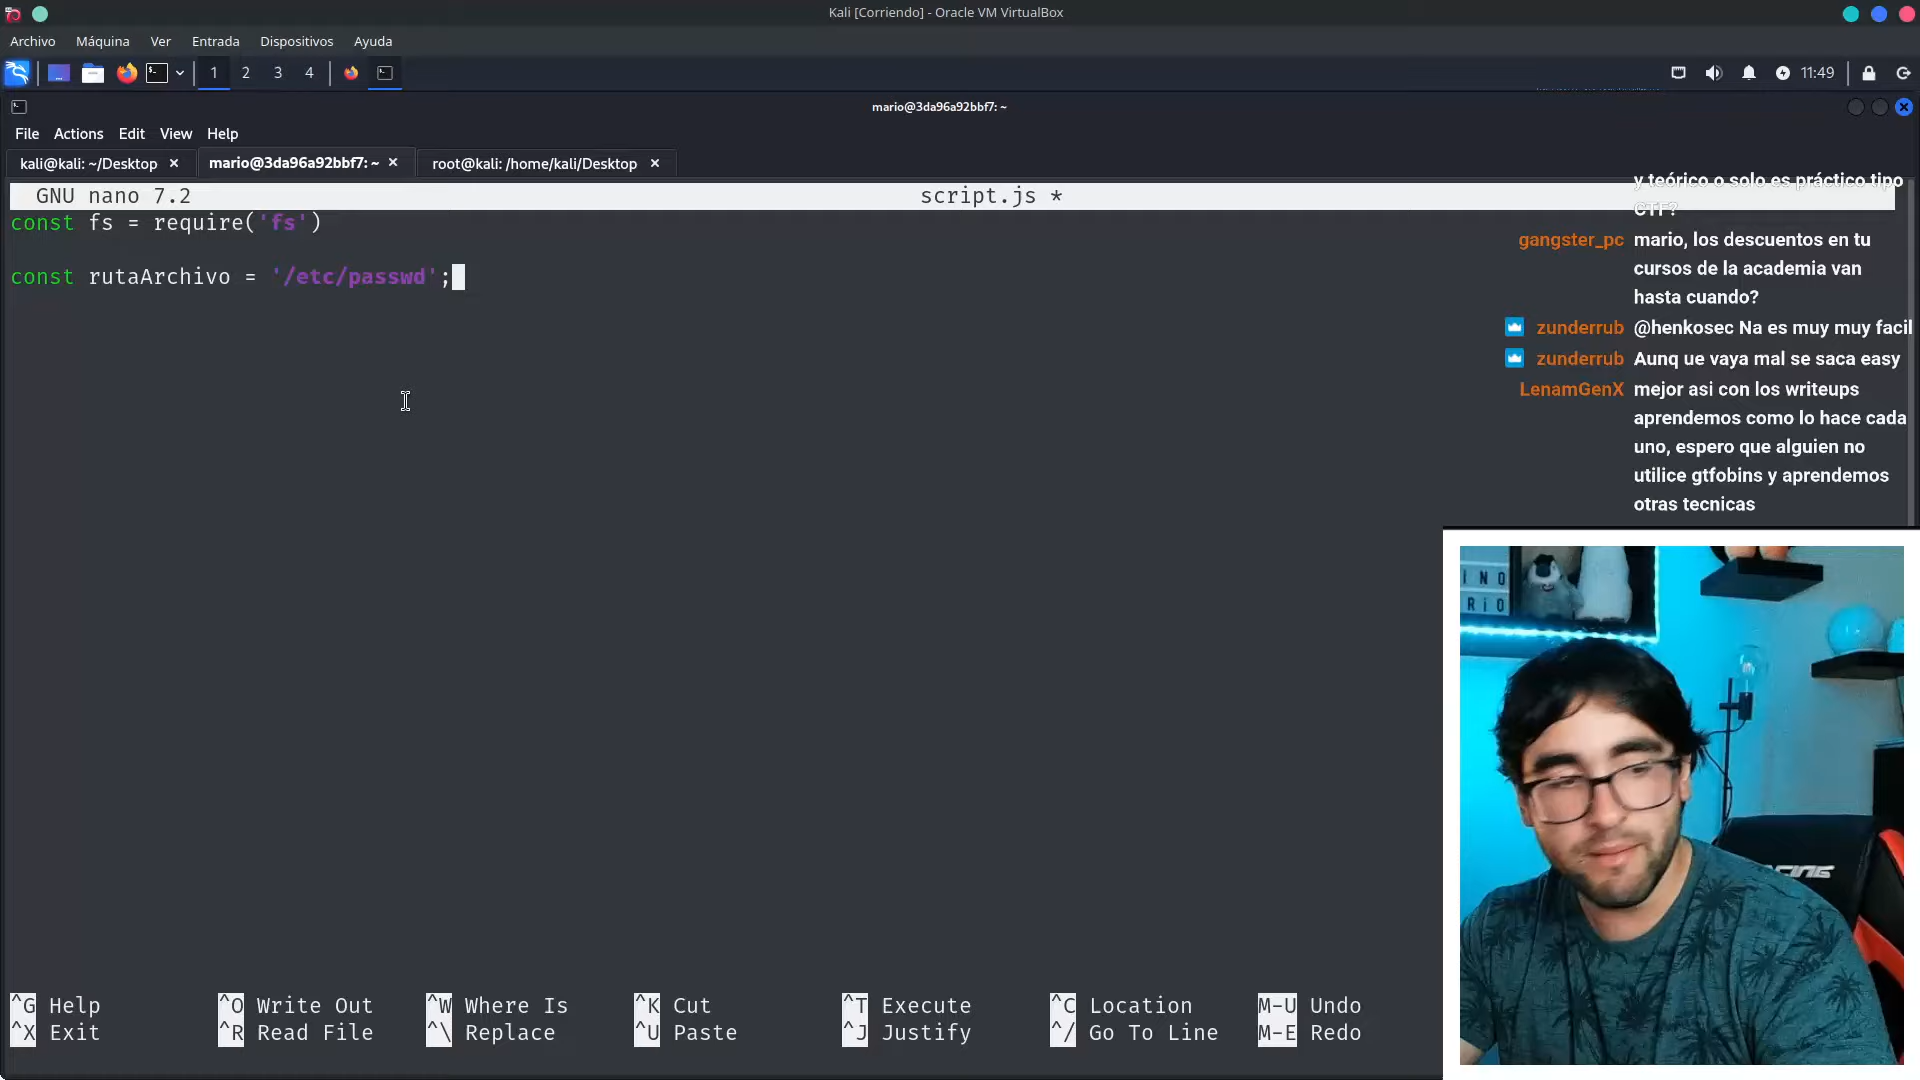 Kali [Corriendo] - Oracle VM VirtualBox
Archivo Máquina Ver Entrada Dispositivos Ayuda
1 2 3 4 11:49
mario@3da96a92bbf7: ~
File Actions Edit View Help
kali@kali: ~/Desktop mario@3da96a92bbf7: ~ root@kali: /home/kali/Desktop
GNU nano 7.2 script.js *
const fs = require('fs')
const rutaArchivo = '/etc/passwd';
y teórico o solo es práctico tipo
CTF?
gangster_pc mario, los descuentos en tu
cursos de la academia van
hasta cuando?
zunderrub @henkosec Na es muy muy facil
zunderrub Aunq ue vaya mal se saca easy
LenamGenX mejor asi con los writeups
aprendemos como lo hace cada
uno, espero que alguien no
utilice gtfobins y aprendemos
otras tecnicas
INO
RiO
CING
^G Help ^O Write Out ^W Where Is ^K Cut ^T Execute ^C Location M-U Undo
^X Exit ^R Read File ^\ Replace ^U Paste ^J Justify ^/ Go To Line M-E Redo